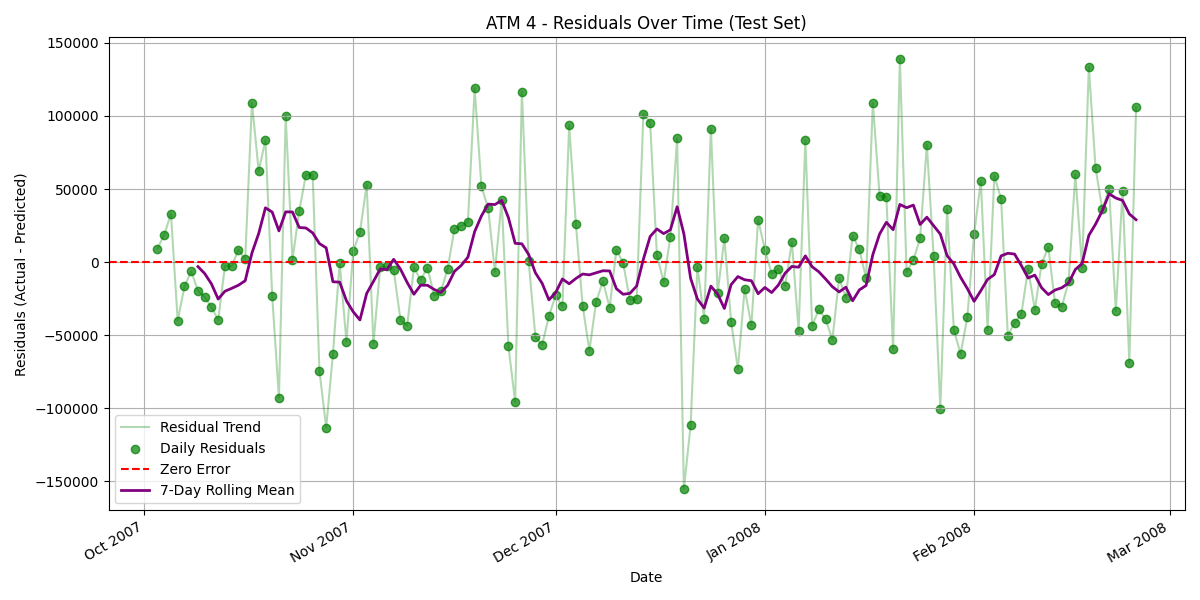 ATM 4 - Residuals Over Time (Test Set)
150000
100000
50000
0
−50000
−100000
−150000
Residuals (Actual - Predicted)
Residual Trend
Daily Residuals
Zero Error
7-Day Rolling Mean
Oct 2007
Nov 2007
Dec 2007
Jan 2008
Feb 2008
Mar 2008
Date